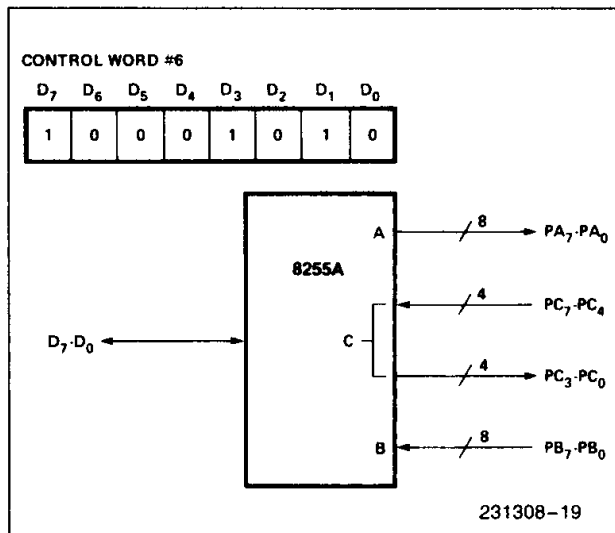 CONTROL WORD #6
D7 D6 D5 D4 D3 D2 D1 D0
1 0 0 0 1 0 1 0
A 8 PA7-PA0
8255A
4 PC7-PC4
D7-D0 C
4 PC3-PC0
B 8 PB7-PB0
231308-19